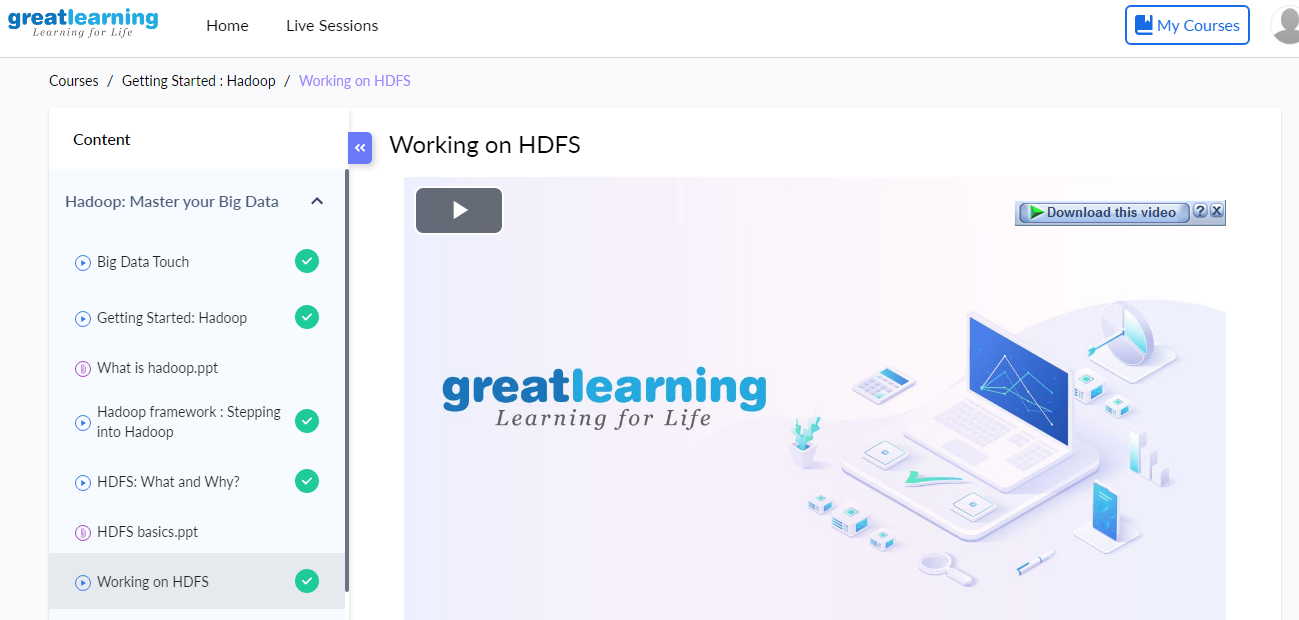 greatlearning
Learning for Life
Home
Live Sessions
My Courses
Courses / Getting Started : Hadoop / Working on HDFS
Content
Hadoop: Master your Big Data
Big Data Touch
Getting Started: Hadoop
What is hadoop.ppt
Hadoop framework : Stepping
into Hadoop
HDFS: What and Why?
HDFS basics.ppt
Working on HDFS
«
Working on HDFS
Download this video ? X
greatlearning
Learning for Life